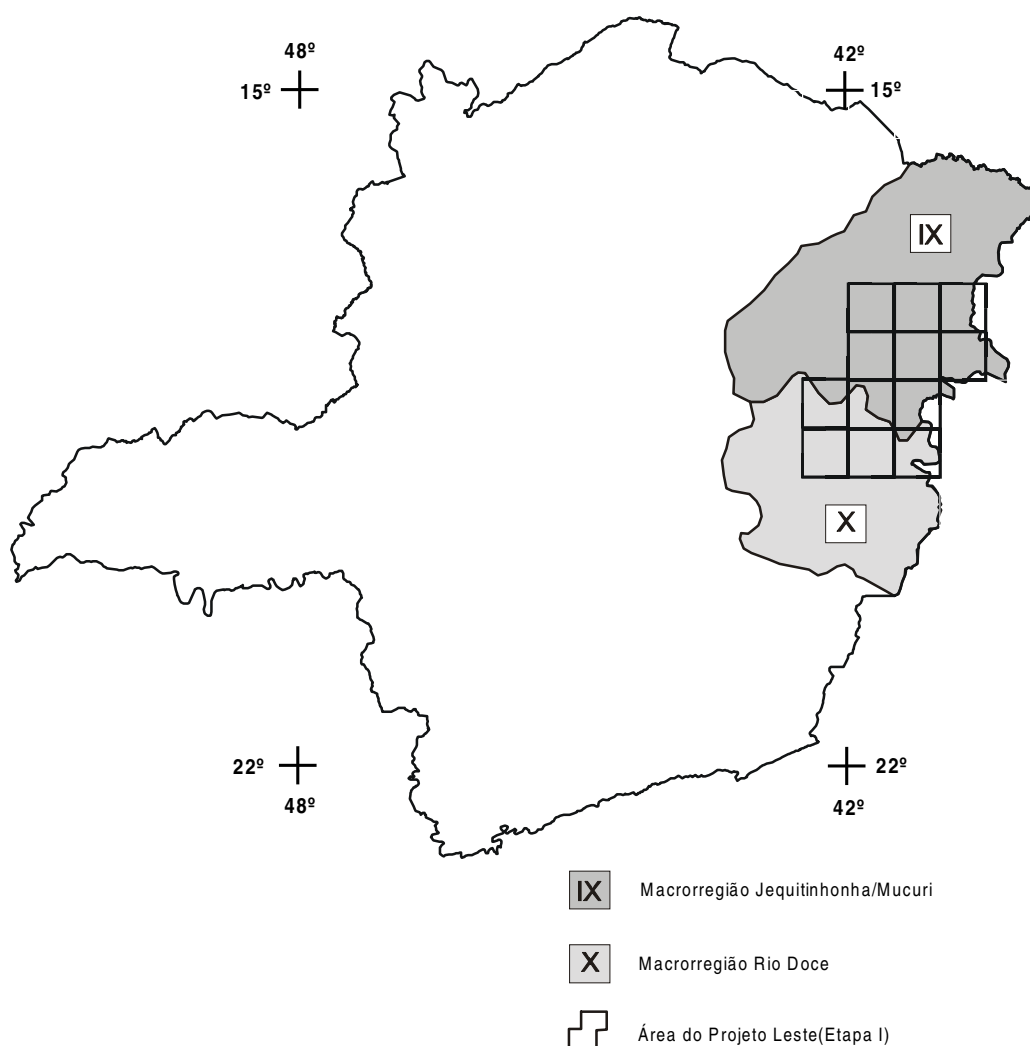 48º
42º
15º
15º
IX
X
22º
22º
48º
42º
IX Macrorregião Jequitinhonha/Mucuri
X Macrorregião Rio Doce
Área do Projeto Leste(Etapa I)